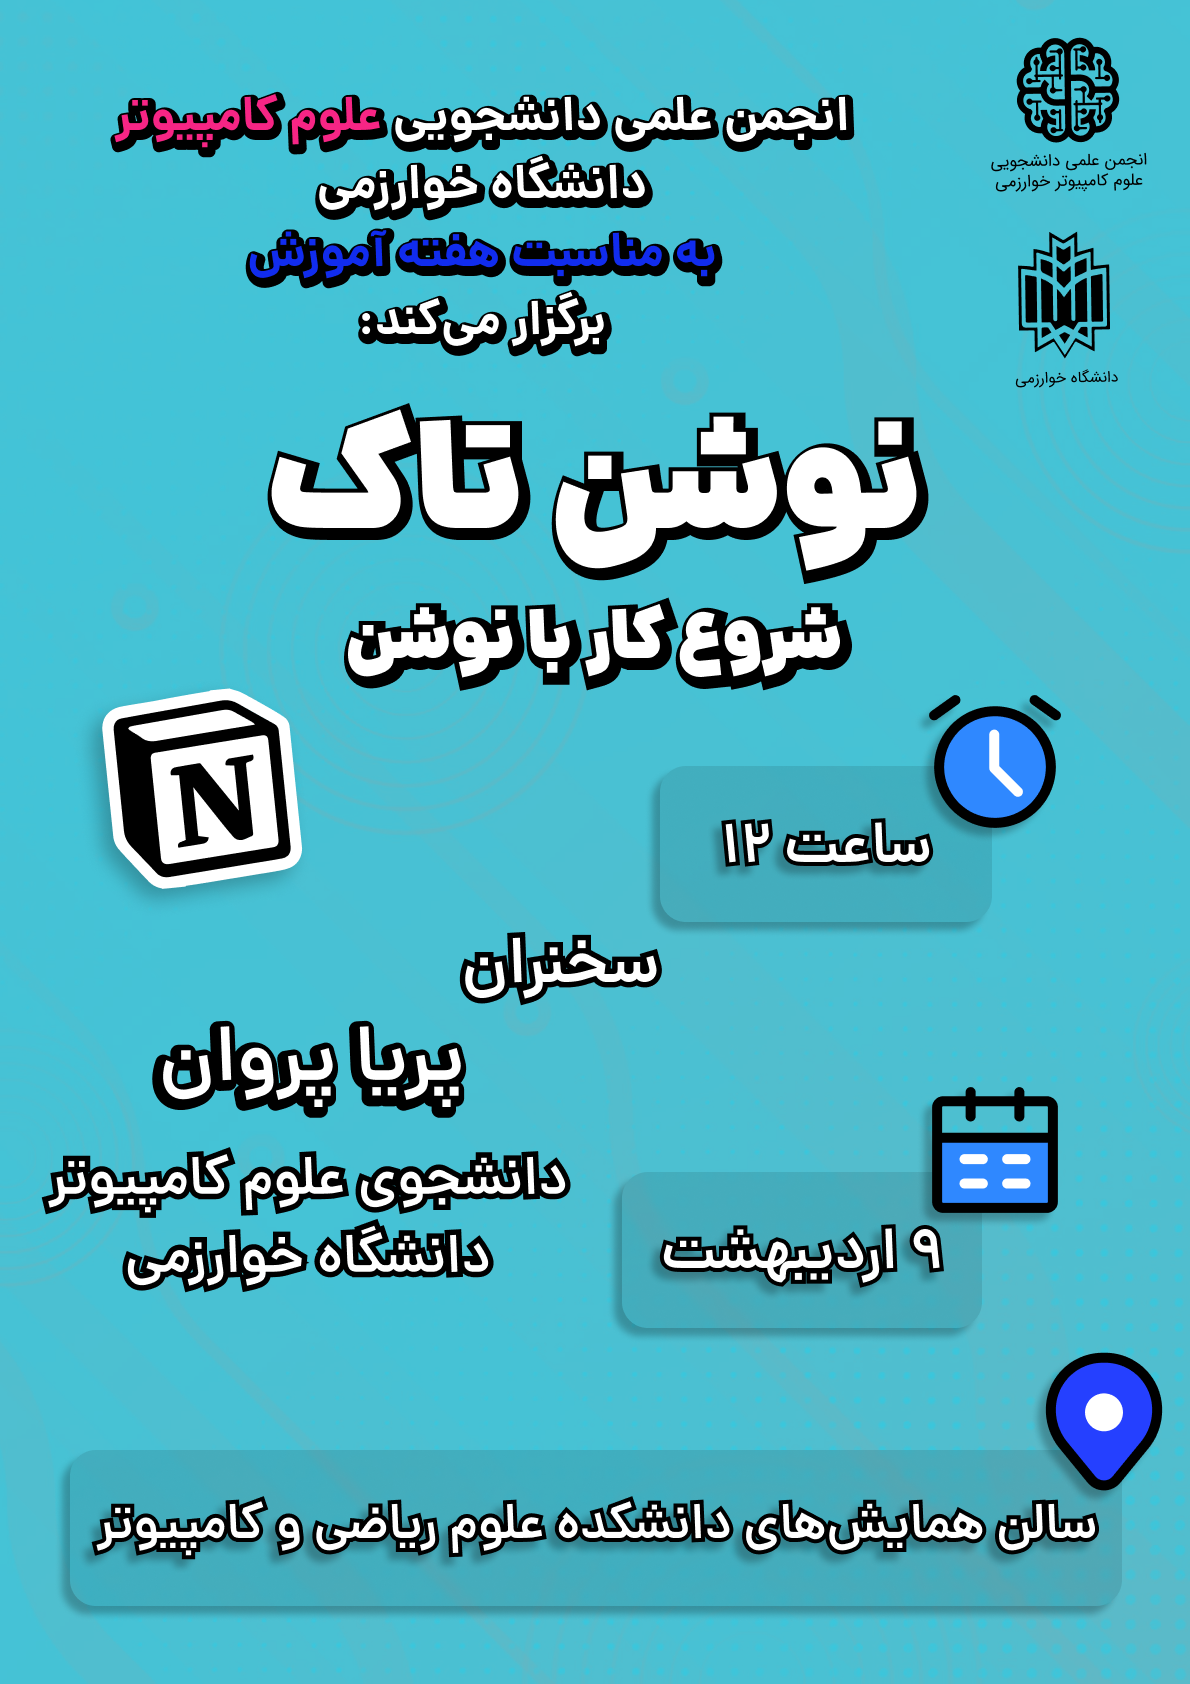 انجمن علمی دانشجویی علوم کامپیوتر
دانشگاه خوارزمی
به مناسبت هفته آموزش
برگزار می‌کند:
انجمن علمی دانشجویی
علوم کامپیوتر خوارزمی
دانشگاه خوارزمی
نوشن تاک
شروع کار با نوشن
N
ساعت ۱۲
سخنران
پریا پروان
دانشجوی علوم کامپیوتر
دانشگاه خوارزمی
۹ اردیبهشت
سالن همایش‌های دانشکده علوم ریاضی و کامپیوتر